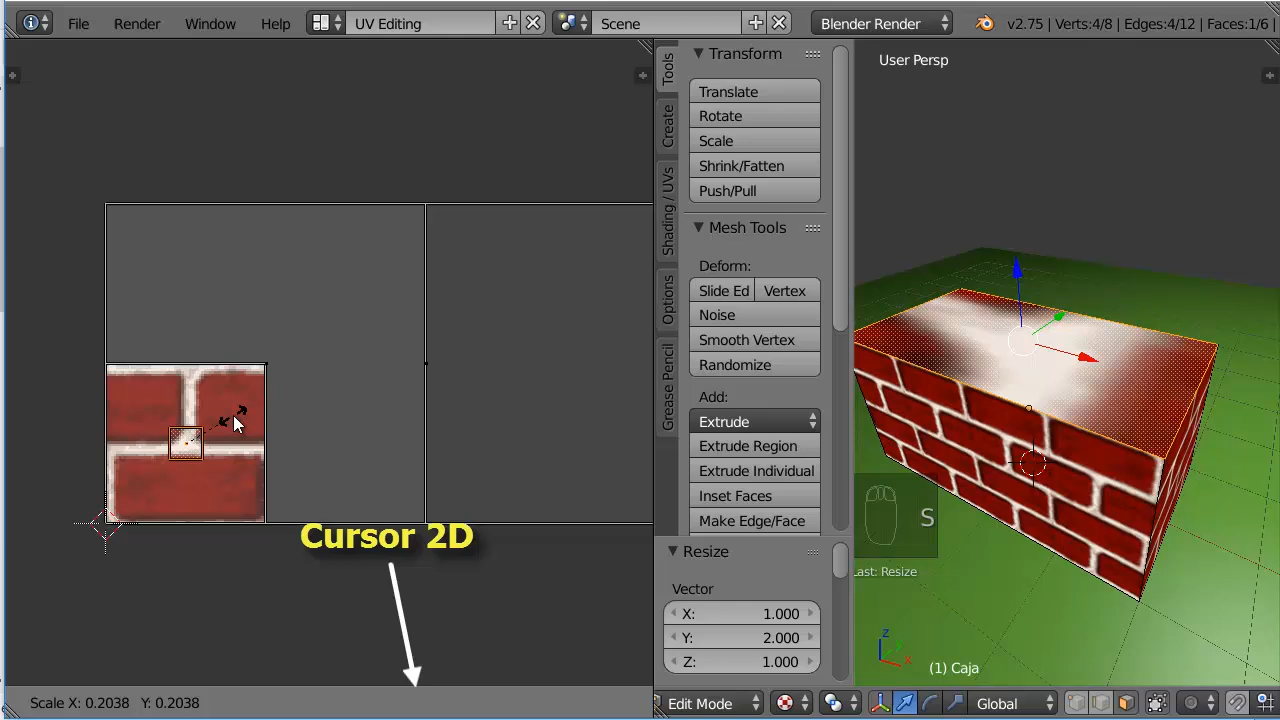 File Render Window Help UV Editing Scene Blender Render v2.75 | Verts:4/8 | Edges:4/12 | Faces:1/6 |
User Persp
Tools
Create
Shading / UVs
Options
Grease Pencil
Transform
Translate
Rotate
Scale
Shrink/Fatten
Push/Pull
Mesh Tools
Deform:
Slide Ed Vertex
Noise
Smooth Vertex
Randomize
Add:
Extrude
Extrude Region
Extrude Individual
Inset Faces
Make Edge/Face
Resize
Vector
X: 1.000
Y: 2.000
Z: 1.000
Cursor 2D
S
Last: Resize
z
x
(1) Caja
Scale X: 0.2038 Y: 0.2038
Edit Mode Global